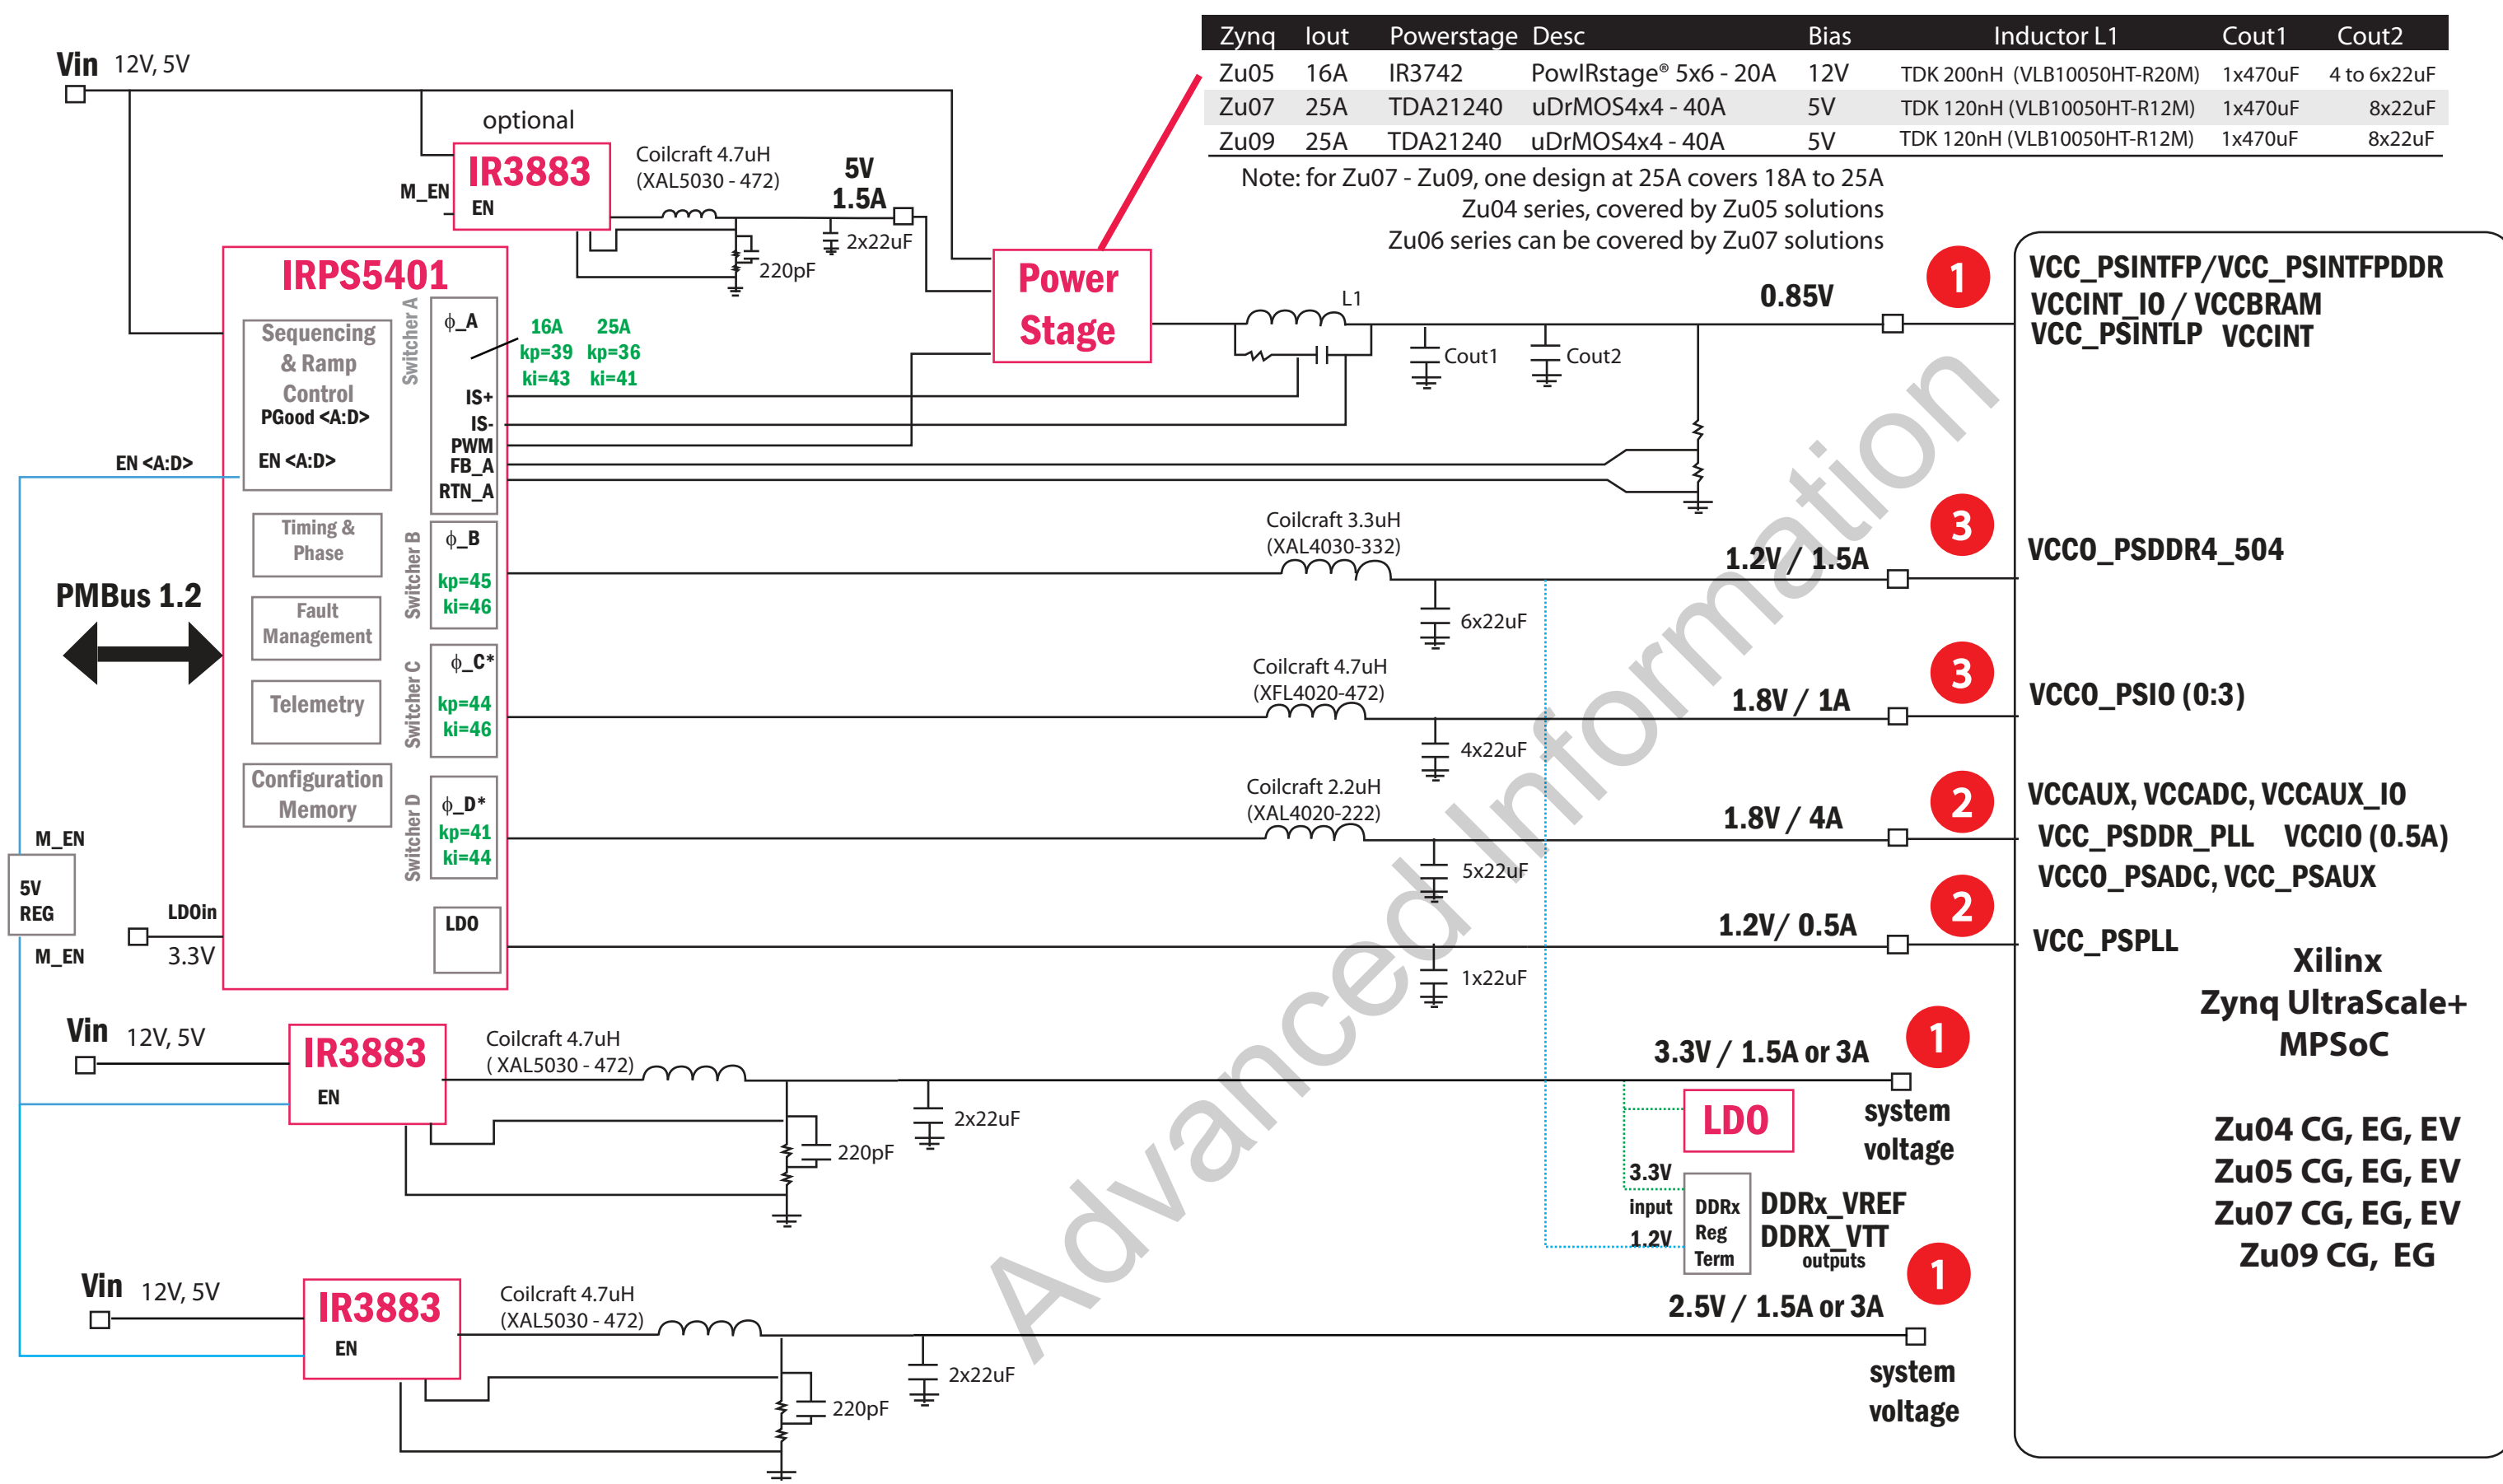 Zynq Iout Powerstage Desc Bias Inductor L1 Cout1 Cout2
Zu05 16A IR3742 PowIRstage® 5x6 - 20A 12V TDK 200nH (VLB10050HT-R20M) 1x470uF 4 to 6x22uF
Zu07 25A TDA21240 uDrMOS4x4 - 40A 5V TDK 120nH (VLB10050HT-R12M) 1x470uF 8x22uF
Zu09 25A TDA21240 uDrMOS4x4 - 40A 5V TDK 120nH (VLB10050HT-R12M) 1x470uF 8x22uF
Note: for Zu07 - Zu09, one design at 25A covers 18A to 25A
Zu04 series, covered by Zu05 solutions
Zu06 series can be covered by Zu07 solutions
Vin 12V, 5V
optional
IR3883
M_EN
EN
Coilcraft 4.7uH
(XAL5030 - 472)
5V
1.5A
2x22uF
220pF
Power
Stage
L1
Cout1
Cout2
0.85V
1
VCC_PSINTFP/VCC_PSINTFPDDR
VCCINT_IO / VCCBRAM
VCC_PSINTLP VCCINT
IRPS5401
Sequencing
& Ramp
Control
PGood <A:D>
EN <A:D>
EN <A:D>
Switcher A
ϕ_A
16A 25A
kp=39 kp=36
ki=43 ki=41
IS+
IS-
PWM
FB_A
RTN_A
Timing &
Phase
Fault
Management
Telemetry
Configuration
Memory
PMBus 1.2
Switcher B
ϕ_B
kp=45
ki=46
Coilcraft 3.3uH
(XAL4030-332)
6x22uF
1.2V / 1.5A
3
VCCO_PSDDR4_504
Switcher C
ϕ_C*
kp=44
ki=46
Coilcraft 4.7uH
(XFL4020-472)
4x22uF
1.8V / 1A
3
VCCO_PSIO (0:3)
Switcher D
ϕ_D*
kp=41
ki=44
Coilcraft 2.2uH
(XAL4020-222)
5x22uF
1.8V / 4A
2
VCCAUX, VCCADC, VCCAUX_IO
VCC_PSDDR_PLL VCCIO (0.5A)
VCCO_PSADC, VCC_PSAUX
LDO
1x22uF
1.2V/ 0.5A
2
VCC_PSPLL
M_EN
5V
REG
M_EN
LDOin
3.3V
Vin 12V, 5V
IR3883
EN
Coilcraft 4.7uH
( XAL5030 - 472)
2x22uF
220pF
3.3V / 1.5A or 3A
1
system
voltage
LDO
3.3V
input
1.2V
DDRx
Reg
Term
DDRx_VREF
DDRX_VTT
outputs
Vin 12V, 5V
IR3883
EN
Coilcraft 4.7uH
(XAL5030 - 472)
2x22uF
220pF
2.5V / 1.5A or 3A
1
system
voltage
Xilinx
Zynq UltraScale+
MPSoC
Zu04 CG, EG, EV
Zu05 CG, EG, EV
Zu07 CG, EG, EV
Zu09 CG, EG
Advanced Information